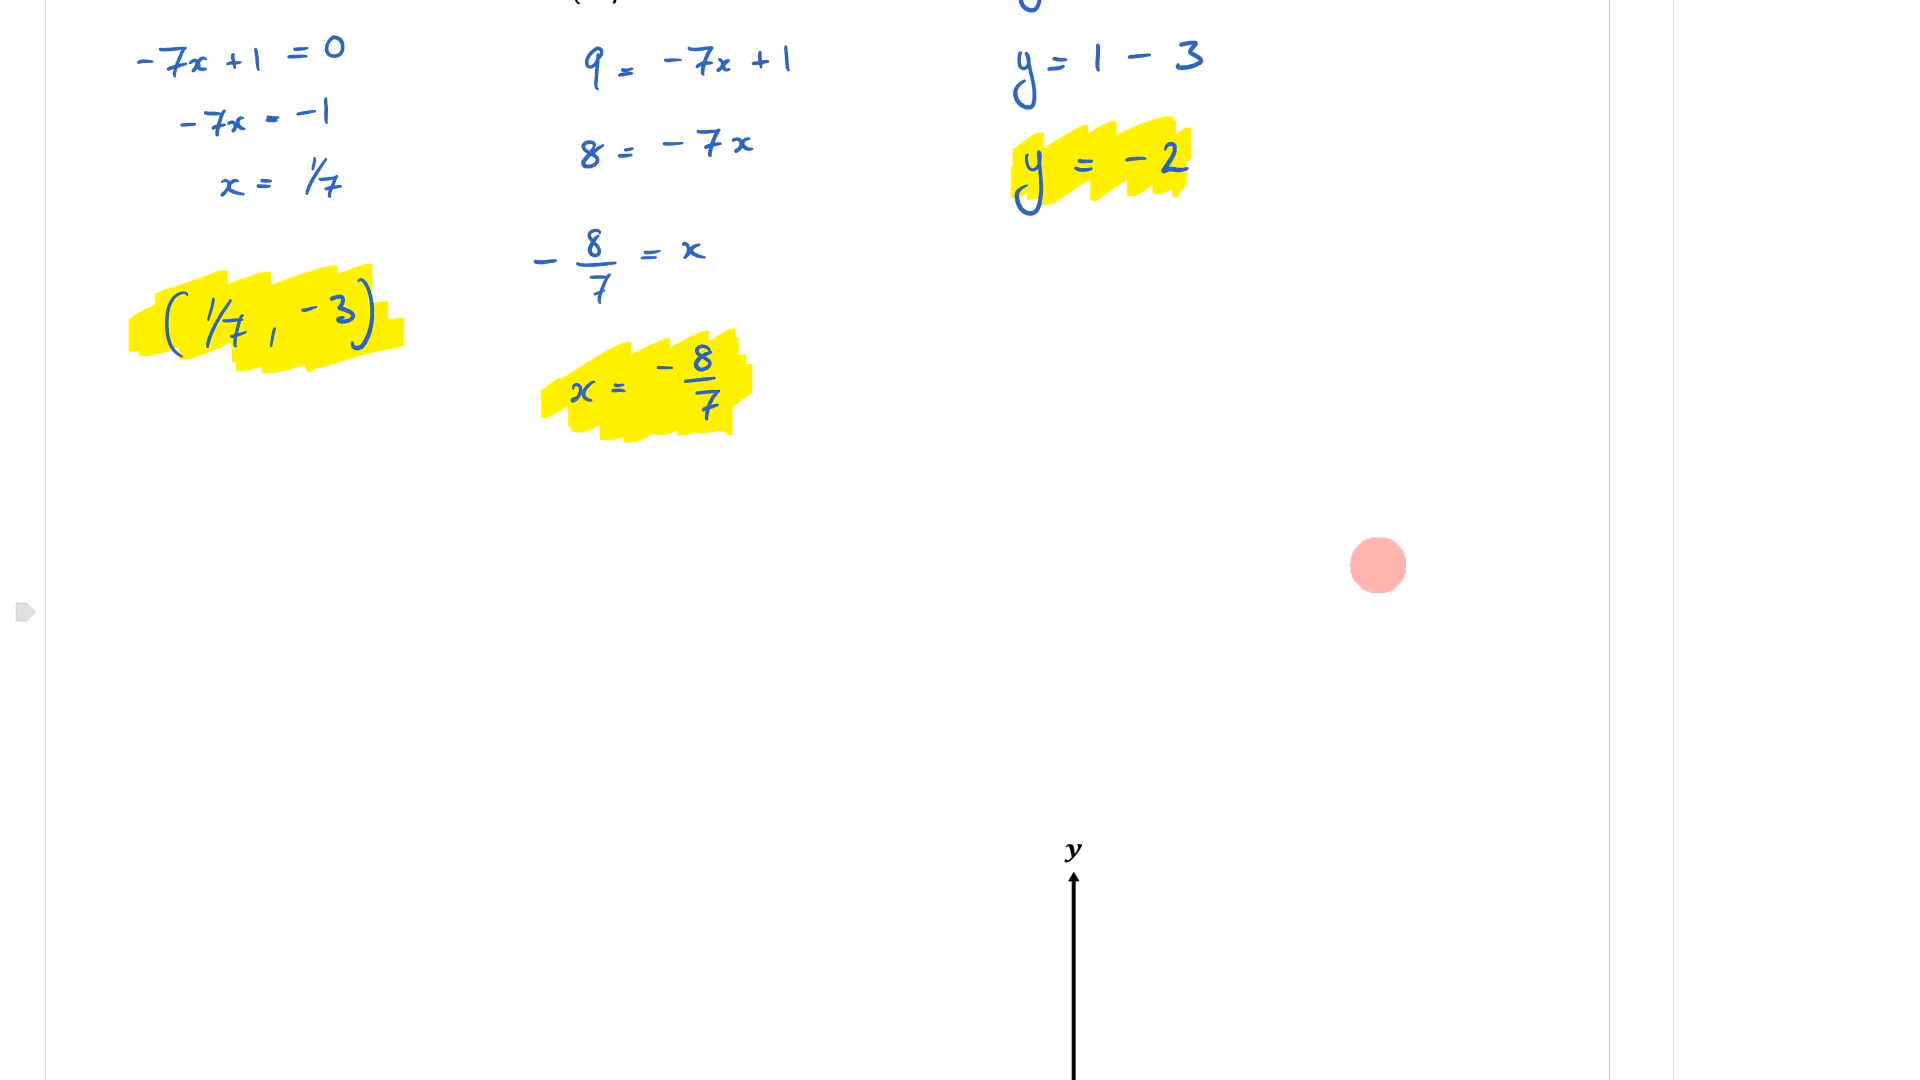 -7x + 1 = 0
-7x = -1
x = 1/7
(1/7, -3)
9 = -7x + 1
8 = -7x
-8/7 = x
x = -8/7
y = 1 - 3
y = -2
y